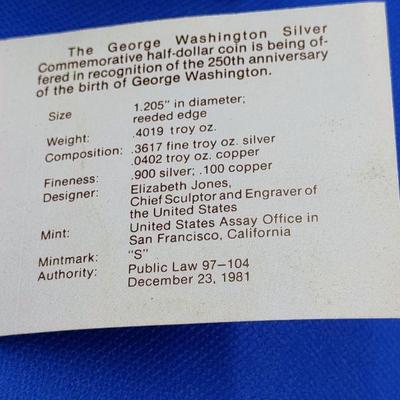 The George Washington Silver
Commemorative half-dollar coin is being of-
fered in recognition of the 250th anniversary
of the birth of George Washington.
Size 1.205" in diameter;
reeded edge
Weight: .4019 troy oz.
Composition: .3617 fine troy oz. silver
.0402 troy oz. copper
Fineness: .900 silver; .100 copper
Designer: Elizabeth Jones,
Chief Sculptor and Engraver of
the United States
Mint: United States Assay Office in
San Francisco, California
Mintmark: "S"
Authority: Public Law 97–104
December 23, 1981